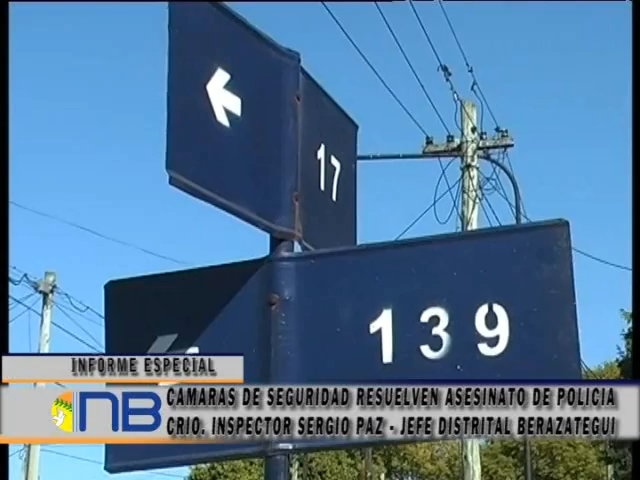 17
139
INFORME ESPECIAL
NB
CAMARAS DE SEGURIDAD RESUELVEN ASESINATO DE POLICIA
CRIO. INSPECTOR SERGIO PAZ - JEFE DISTRITAL BERAZATEGUI